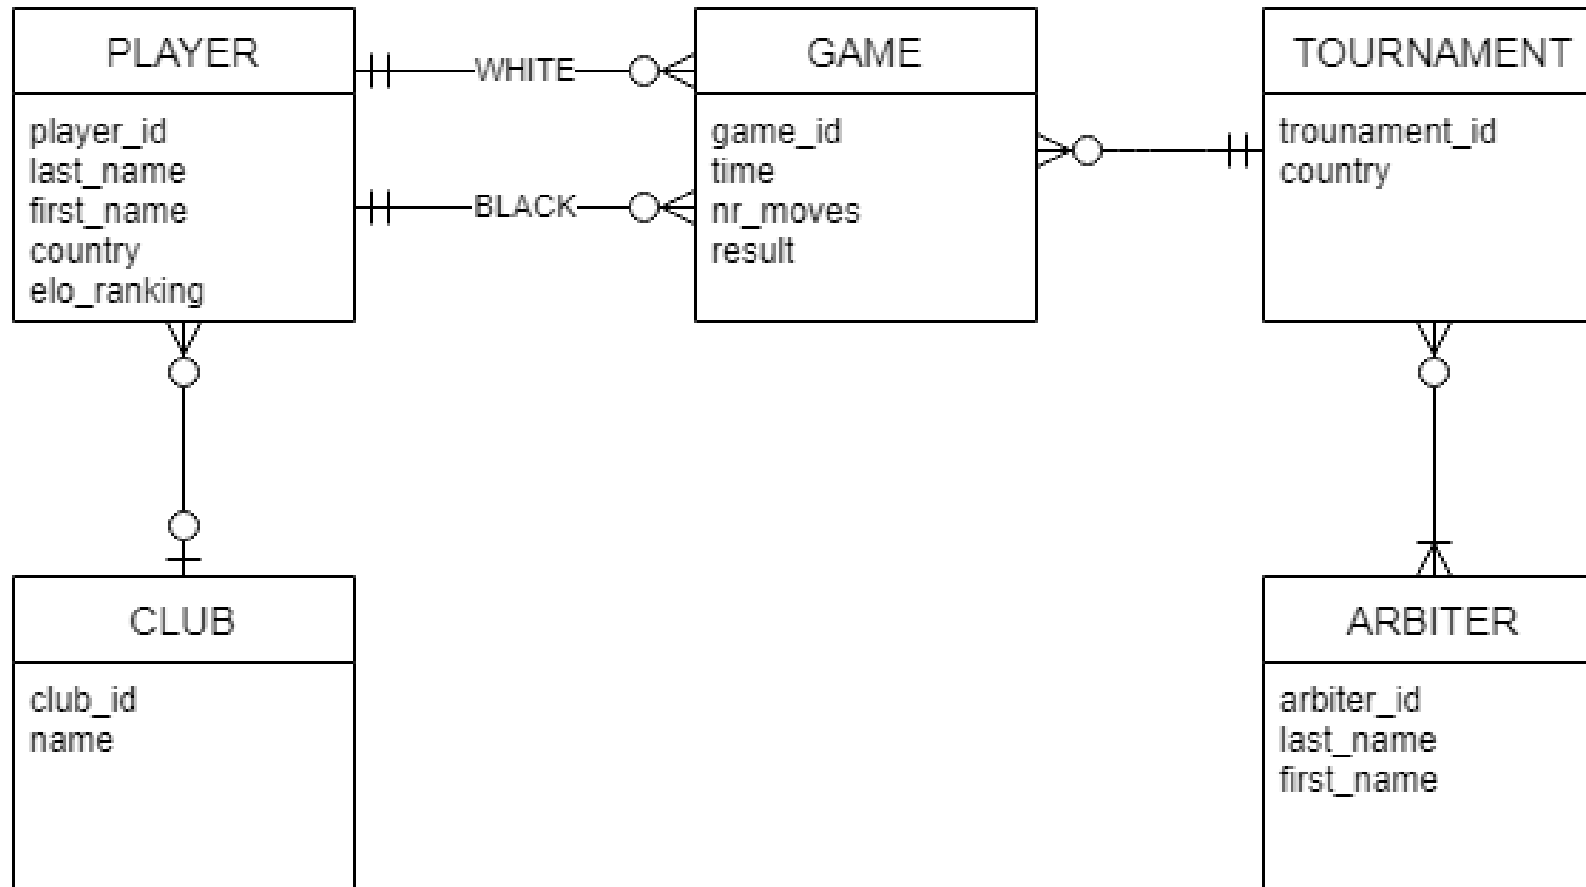 PLAYER
player_id
last_name
first_name
country
elo_ranking
WHITE
BLACK
GAME
game_id
time
nr_moves
result
TOURNAMENT
trounament_id
country
CLUB
club_id
name
ARBITER
arbiter_id
last_name
first_name